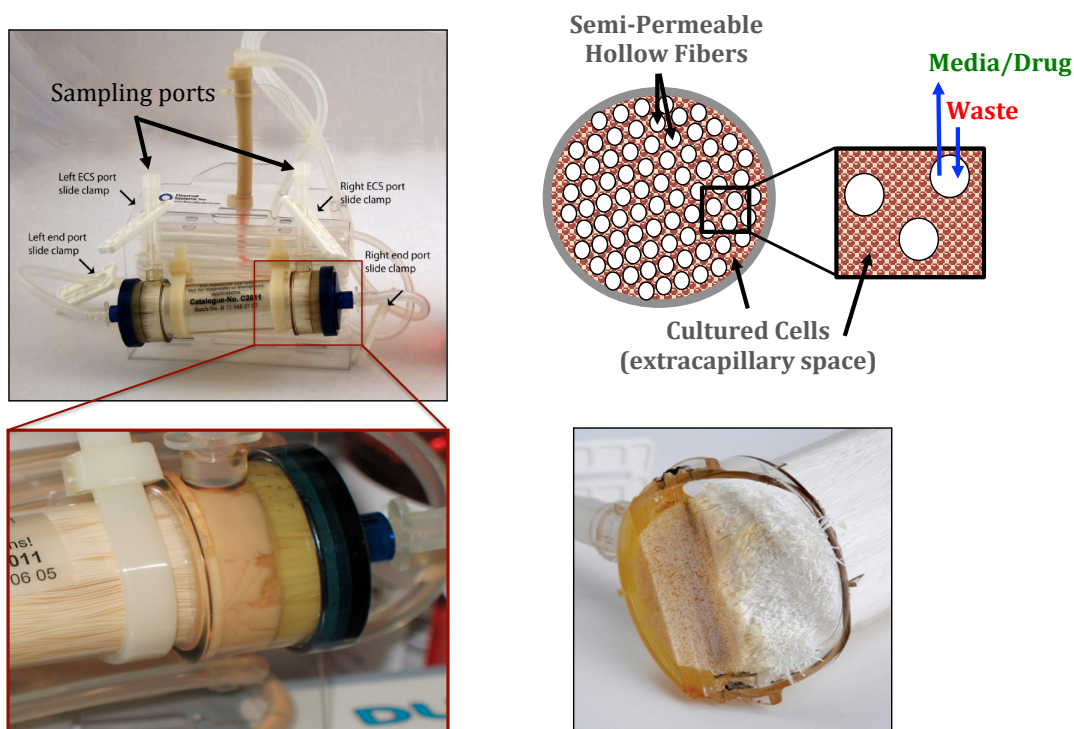 Sampling ports
Left ECS port
slide clamp
Right ECS port
slide clamp
Left end port
slide clamp
Right end port
slide clamp
Catalogue-No. C2011
Semi-Permeable
Hollow Fibers
Media/Drug
Waste
Cultured Cells
(extracapillary space)
ns!
011
06 05
DU